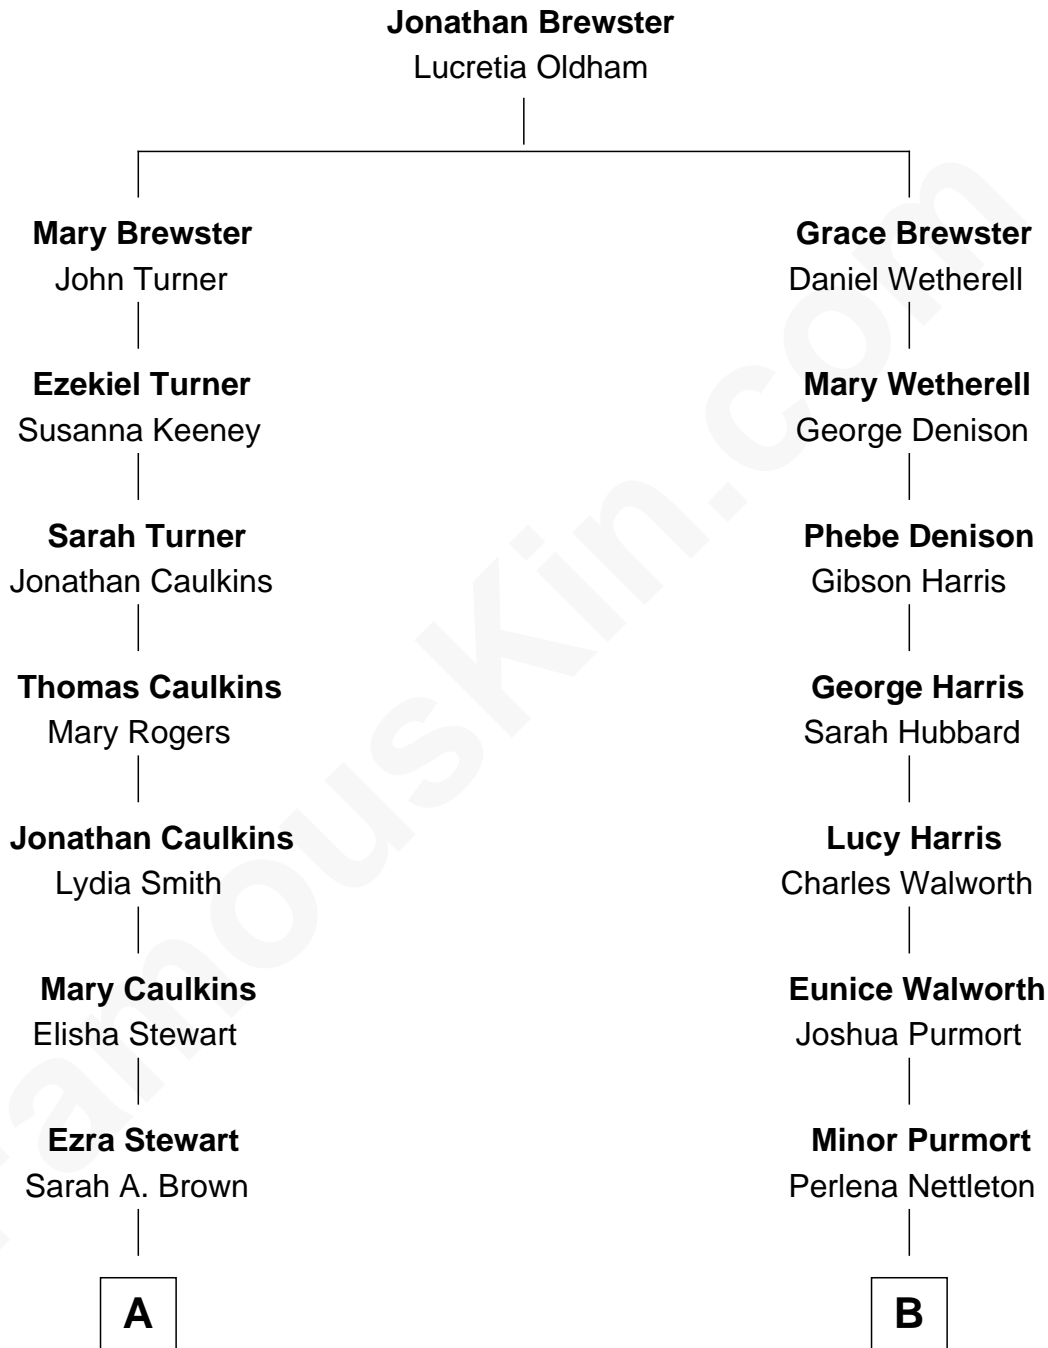 Jonathan Brewster
Lucretia Oldham
Mary Brewster
John Turner
Grace Brewster
Daniel Wetherell
Ezekiel Turner
Susanna Keeney
Mary Wetherell
George Denison
Sarah Turner
Jonathan Caulkins
Phebe Denison
Gibson Harris
Thomas Caulkins
Mary Rogers
George Harris
Sarah Hubbard
Jonathan Caulkins
Lydia Smith
Lucy Harris
Charles Walworth
Mary Caulkins
Elisha Stewart
Eunice Walworth
Joshua Purmort
Ezra Stewart
Sarah A. Brown
Minor Purmort
Perlena Nettleton
A
B
FamousKin.com